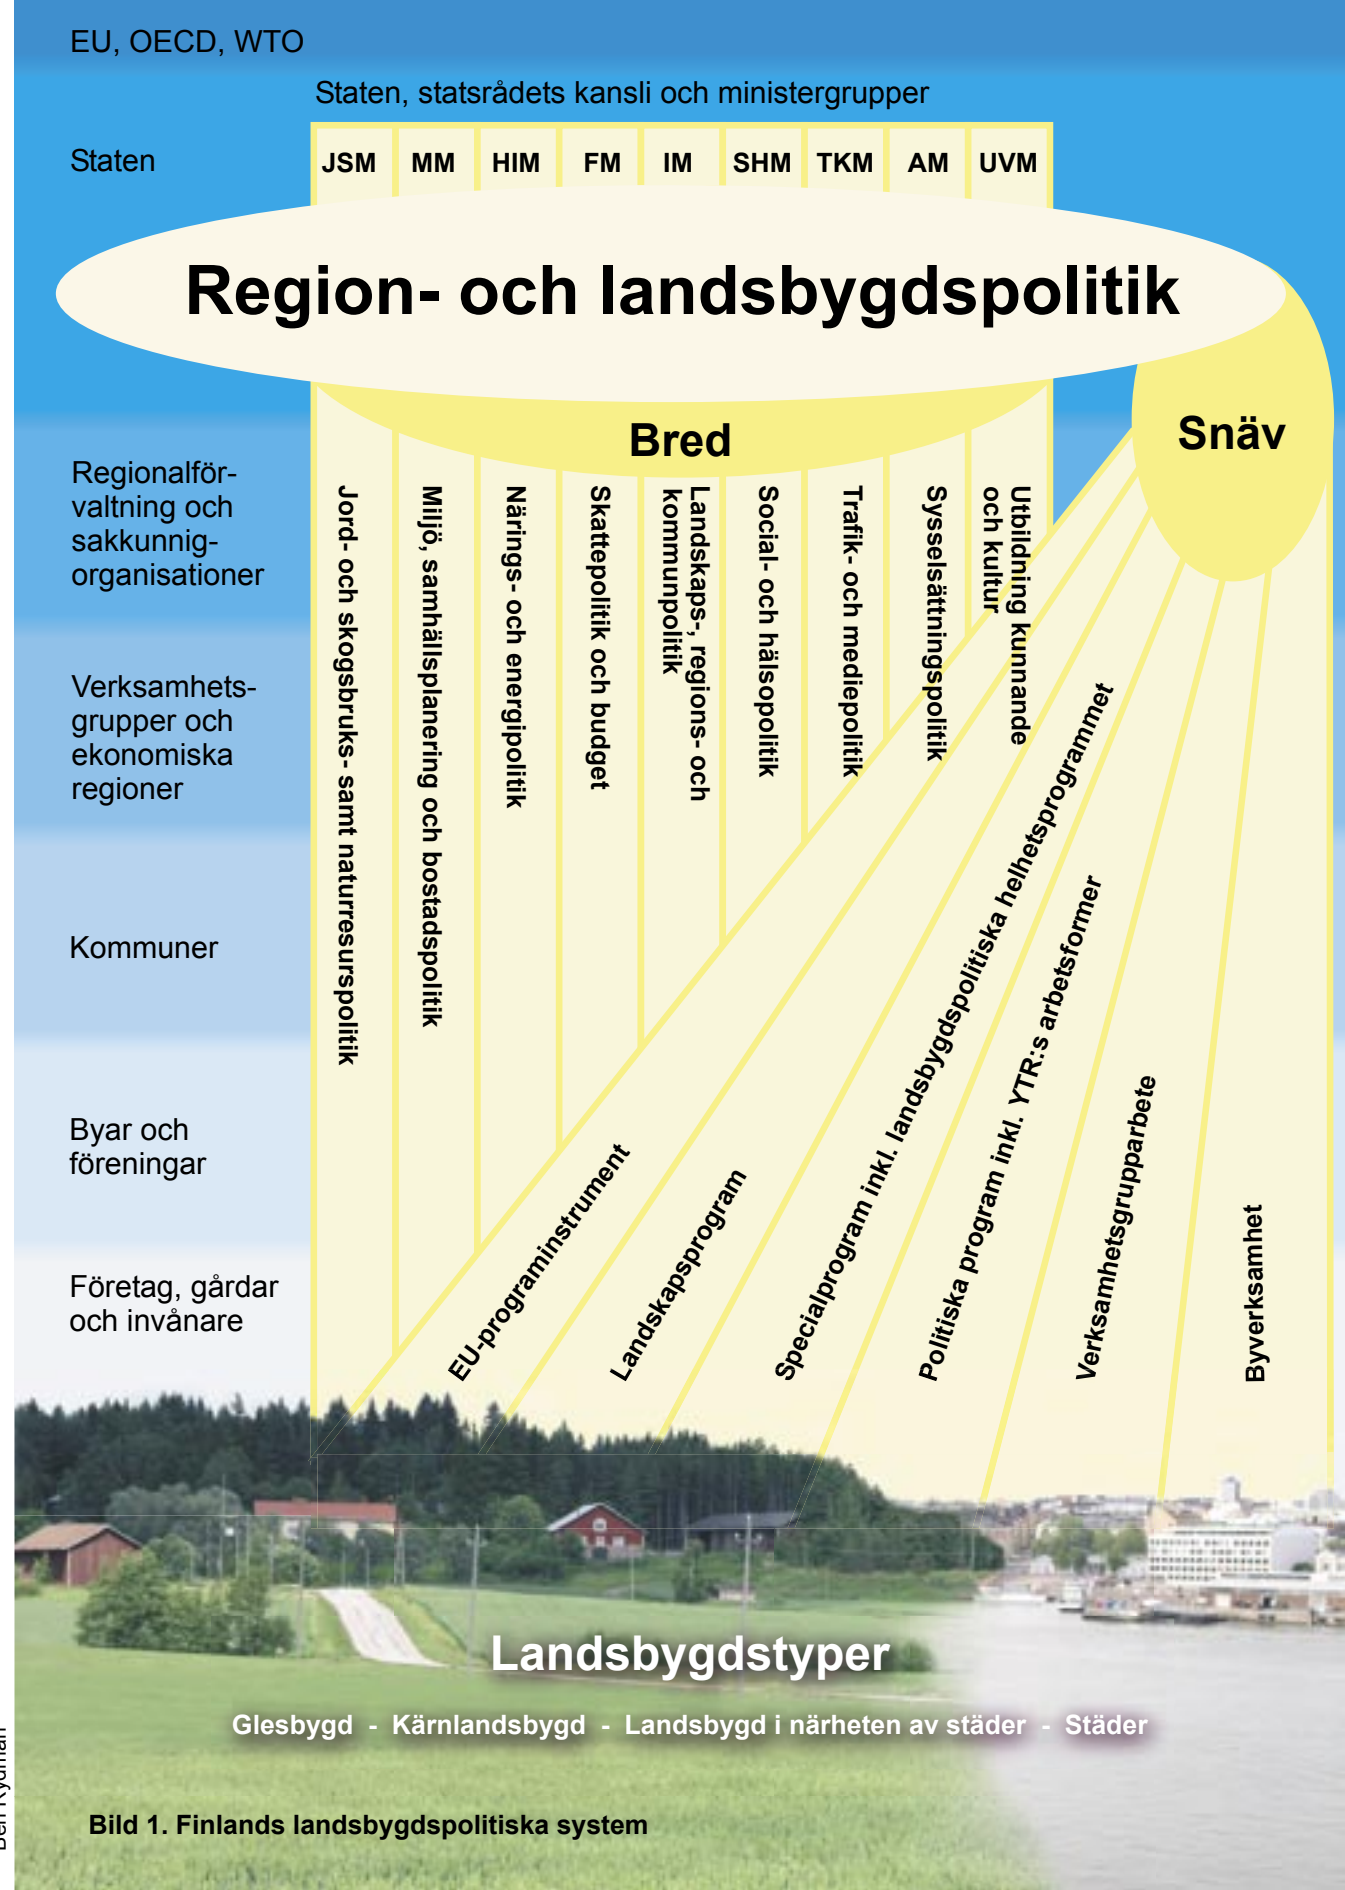 EU, OECD, WTO
Staten, statsrådets kansli och ministergrupper
Staten
JSM MM HIM FM IM SHM TKM AM UVM
Region- och landsbygdspolitik
Bred
Snäv
Regionalför-
valtning och
sakkunnig-
organisationer
Verksamhets-
grupper och
ekonomiska
regioner
Kommuner
Byar och
föreningar
Företag, gårdar
och invånare
Jord- och skogsbruks- samt naturresurspolitik
Miljö, samhällsplanering och bostadspolitik
Närings- och energipolitik
Skattepolitik och budget
Landskaps-, regions- och
kommunpolitik
Social- och hälsopolitik
Trafik- och mediepolitik
Sysselsättningspolitik
Utbildning kunnande
och kultur
EU-programinstrument
Landskapsprogram
Specialprogram inkl. landsbygdspolitiska helhetsprogrammet
Politiska program inkl. YTR:s arbetsformer
Verksamhetsgrupparbete
Byverksamhet
Landsbygdstyper
Glesbygd - Kärnlandsbygd - Landsbygd i närheten av städer - Städer
Bild 1. Finlands landsbygdspolitiska system